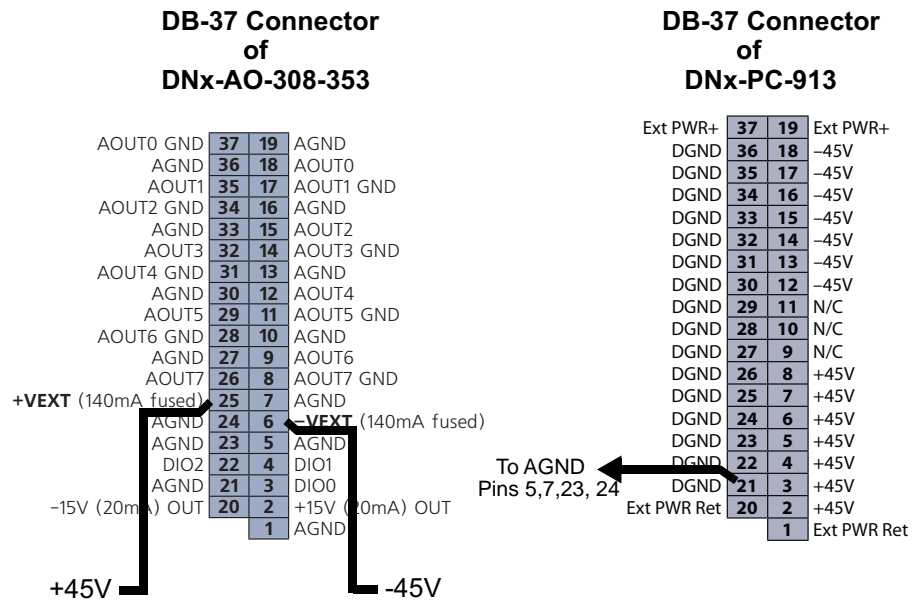 DB-37 Connector
of
DNx-AO-308-353
AOUT0 GND 37 19 AGND
AGND 36 18 AOUT0
AOUT1 35 17 AOUT1 GND
AOUT2 GND 34 16 AGND
AGND 33 15 AOUT2
AOUT3 32 14 AOUT3 GND
AOUT4 GND 31 13 AGND
AGND 30 12 AOUT4
AOUT5 29 11 AOUT5 GND
AOUT6 GND 28 10 AGND
AGND 27 9 AOUT6
AOUT7 26 8 AOUT7 GND
+VEXT (140mA fused) 25 7 AGND
AGND 24 6 –VEXT (140mA fused)
AGND 23 5 AGND
DIO2 22 4 DIO1
AGND 21 3 DIO0
–15V (20mA) OUT 20 2 +15V (20mA) OUT
1 AGND
+45V
-45V
DB-37 Connector
of
DNx-PC-913
Ext PWR+ 37 19 Ext PWR+
DGND 36 18 –45V
DGND 35 17 –45V
DGND 34 16 –45V
DGND 33 15 –45V
DGND 32 14 –45V
DGND 31 13 –45V
DGND 30 12 –45V
DGND 29 11 N/C
DGND 28 10 N/C
DGND 27 9 N/C
DGND 26 8 +45V
DGND 25 7 +45V
DGND 24 6 +45V
DGND 23 5 +45V
DGND 22 4 +45V
DGND 21 3 +45V
Ext PWR Ret 20 2 +45V
1 Ext PWR Ret
To AGND
Pins 5,7,23, 24